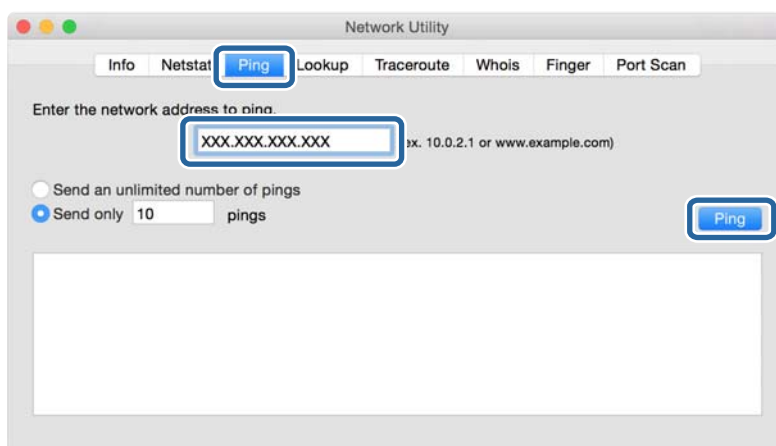 Network Utility
Info Netstat Ping Lookup Traceroute Whois Finger Port Scan
Enter the network address to ping.
XXX.XXX.XXX.XXX ex. 10.0.2.1 or www.example.com)
Send an unlimited number of pings
Send only 10 pings
Ping